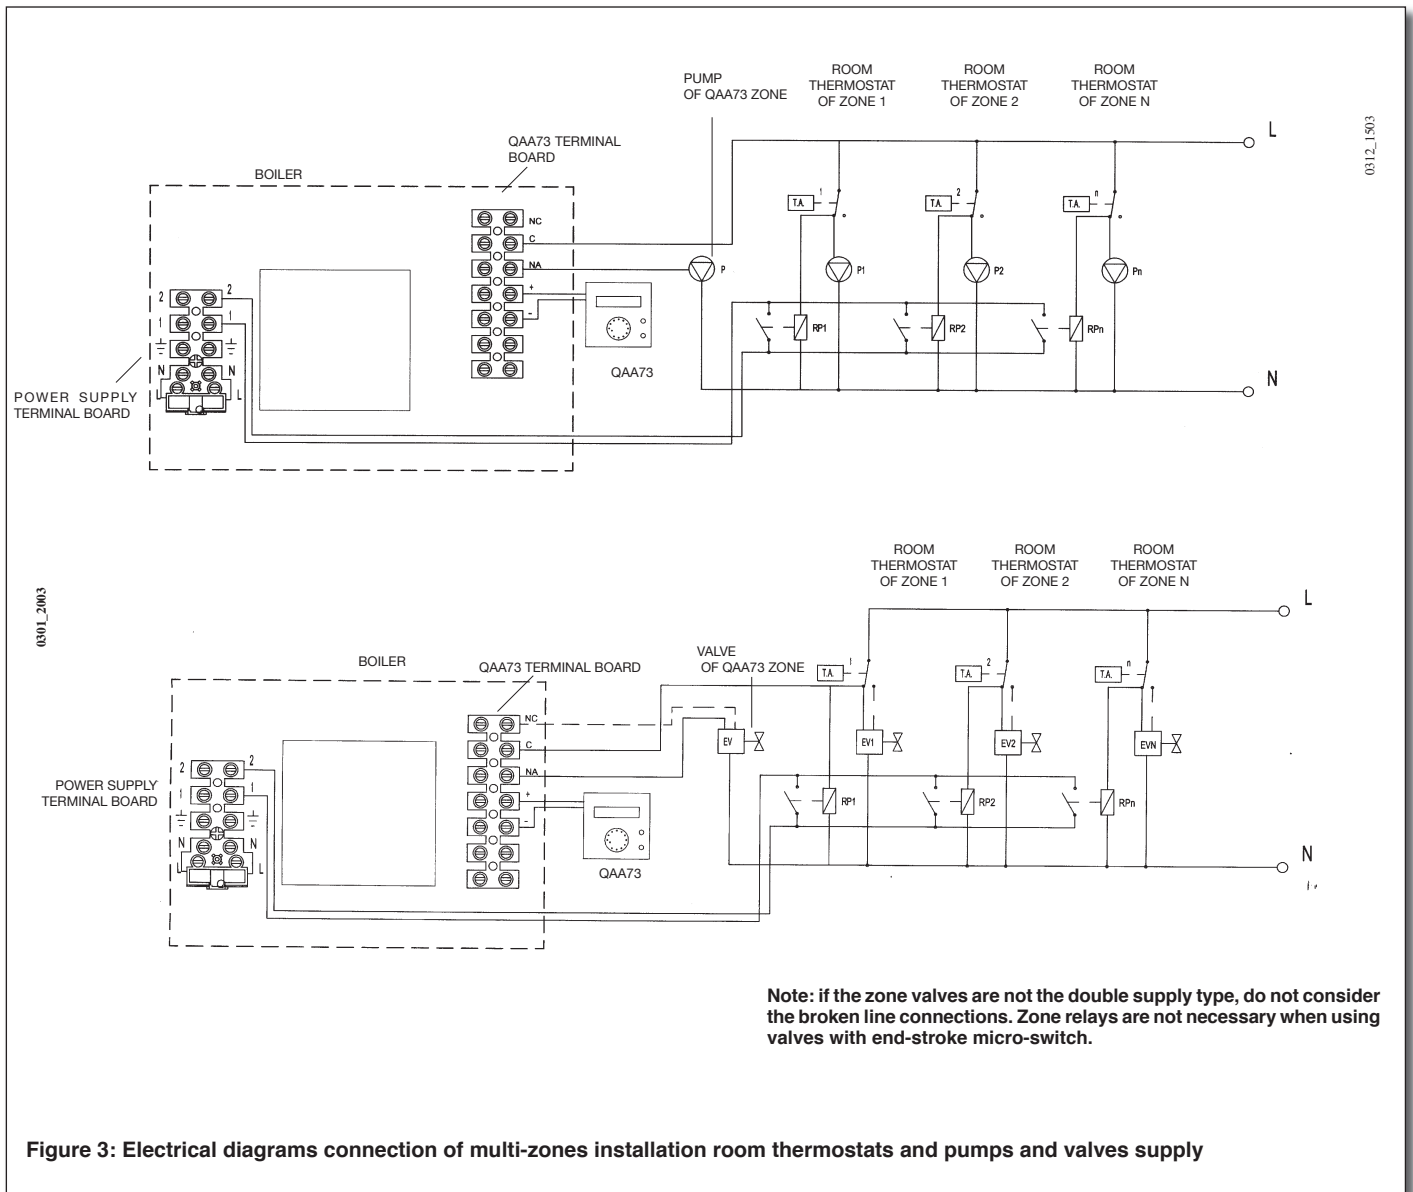 PUMP
OF QAA73 ZONE
ROOM
THERMOSTAT
OF ZONE 1
ROOM
THERMOSTAT
OF ZONE 2
ROOM
THERMOSTAT
OF ZONE N
L
0312_1503
QAA73 TERMINAL
BOARD
BOILER
T.A.
1
T.A.
2
T.A.
n
NC
C
NA
+
-
P
P1
P2
Pn
2
2
1
1
N
N
L
L
RP1
RP2
RPn
QAA73
N
POWER SUPPLY
TERMINAL BOARD
ROOM
THERMOSTAT
OF ZONE 1
ROOM
THERMOSTAT
OF ZONE 2
ROOM
THERMOSTAT
OF ZONE N
L
0301_2003
BOILER
QAA73 TERMINAL BOARD
VALVE
OF QAA73 ZONE
T.A.
1
T.A.
2
T.A.
n
NC
C
NA
+
-
EV
EV1
EV2
EVN
2
2
1
1
N
N
L
L
POWER SUPPLY
TERMINAL BOARD
RP1
RP2
RPn
QAA73
N
Note: if the zone valves are not the double supply type, do not consider
the broken line connections. Zone relays are not necessary when using
valves with end-stroke micro-switch.
Figure 3: Electrical diagrams connection of multi-zones installation room thermostats and pumps and valves supply